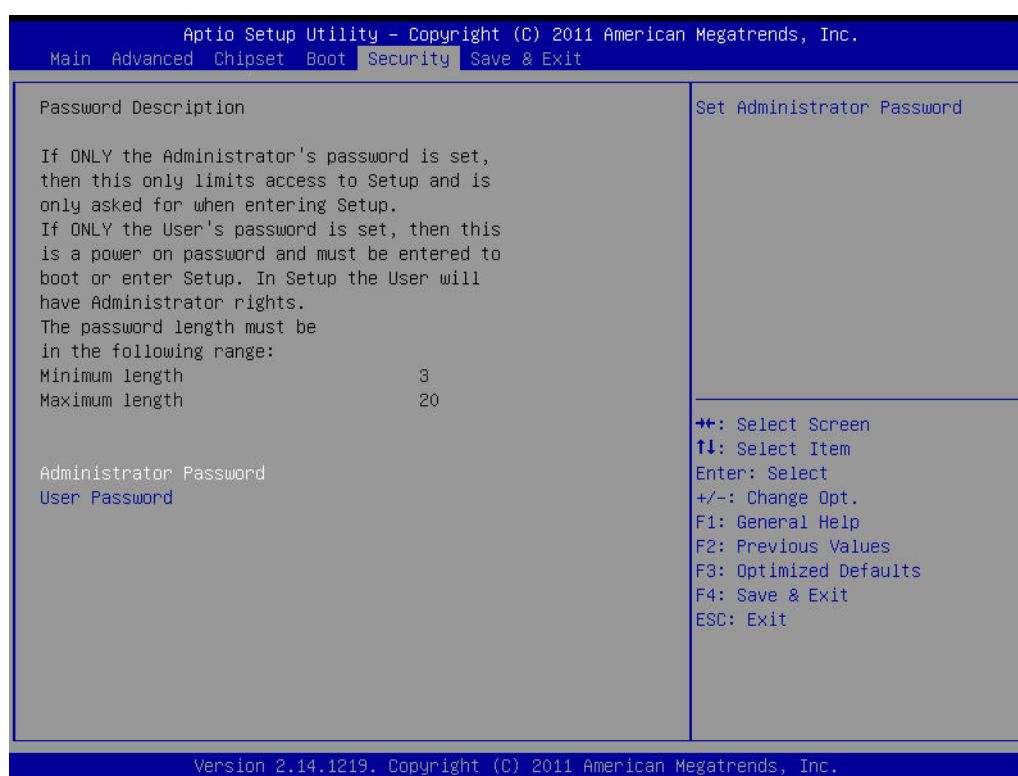 Aptio Setup Utility – Copyright (C) 2011 American Megatrends, Inc.
Main Advanced Chipset Boot Security Save & Exit
Password Description
If ONLY the Administrator's password is set,
then this only limits access to Setup and is
only asked for when entering Setup.
If ONLY the User's password is set, then this
is a power on password and must be entered to
boot or enter Setup. In Setup the User will
have Administrator rights.
The password length must be
in the following range:
Minimum length 3
Maximum length 20
Administrator Password
User Password
Set Administrator Password
→←: Select Screen
↑↓: Select Item
Enter: Select
+/-: Change Opt.
F1: General Help
F2: Previous Values
F3: Optimized Defaults
F4: Save & Exit
ESC: Exit
Version 2.14.1219. Copyright (C) 2011 American Megatrends, Inc.